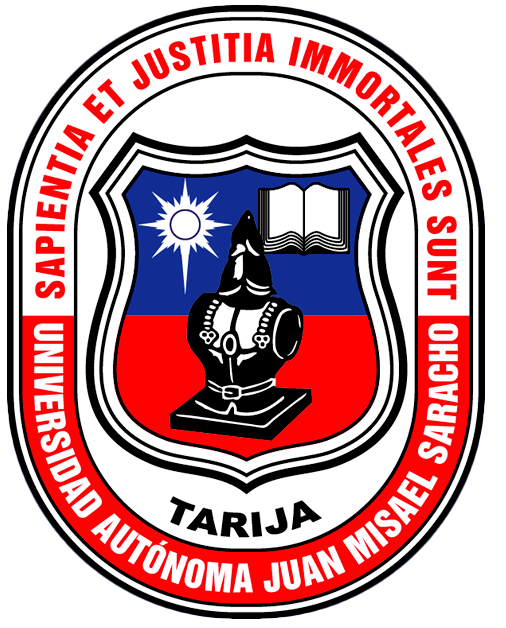 SAPIENTIA ET JUSTITIA IMMORTALES SUNT
TARIJA
UNIVERSIDAD AUTÓNOMA JUAN MISAEL SARACHO